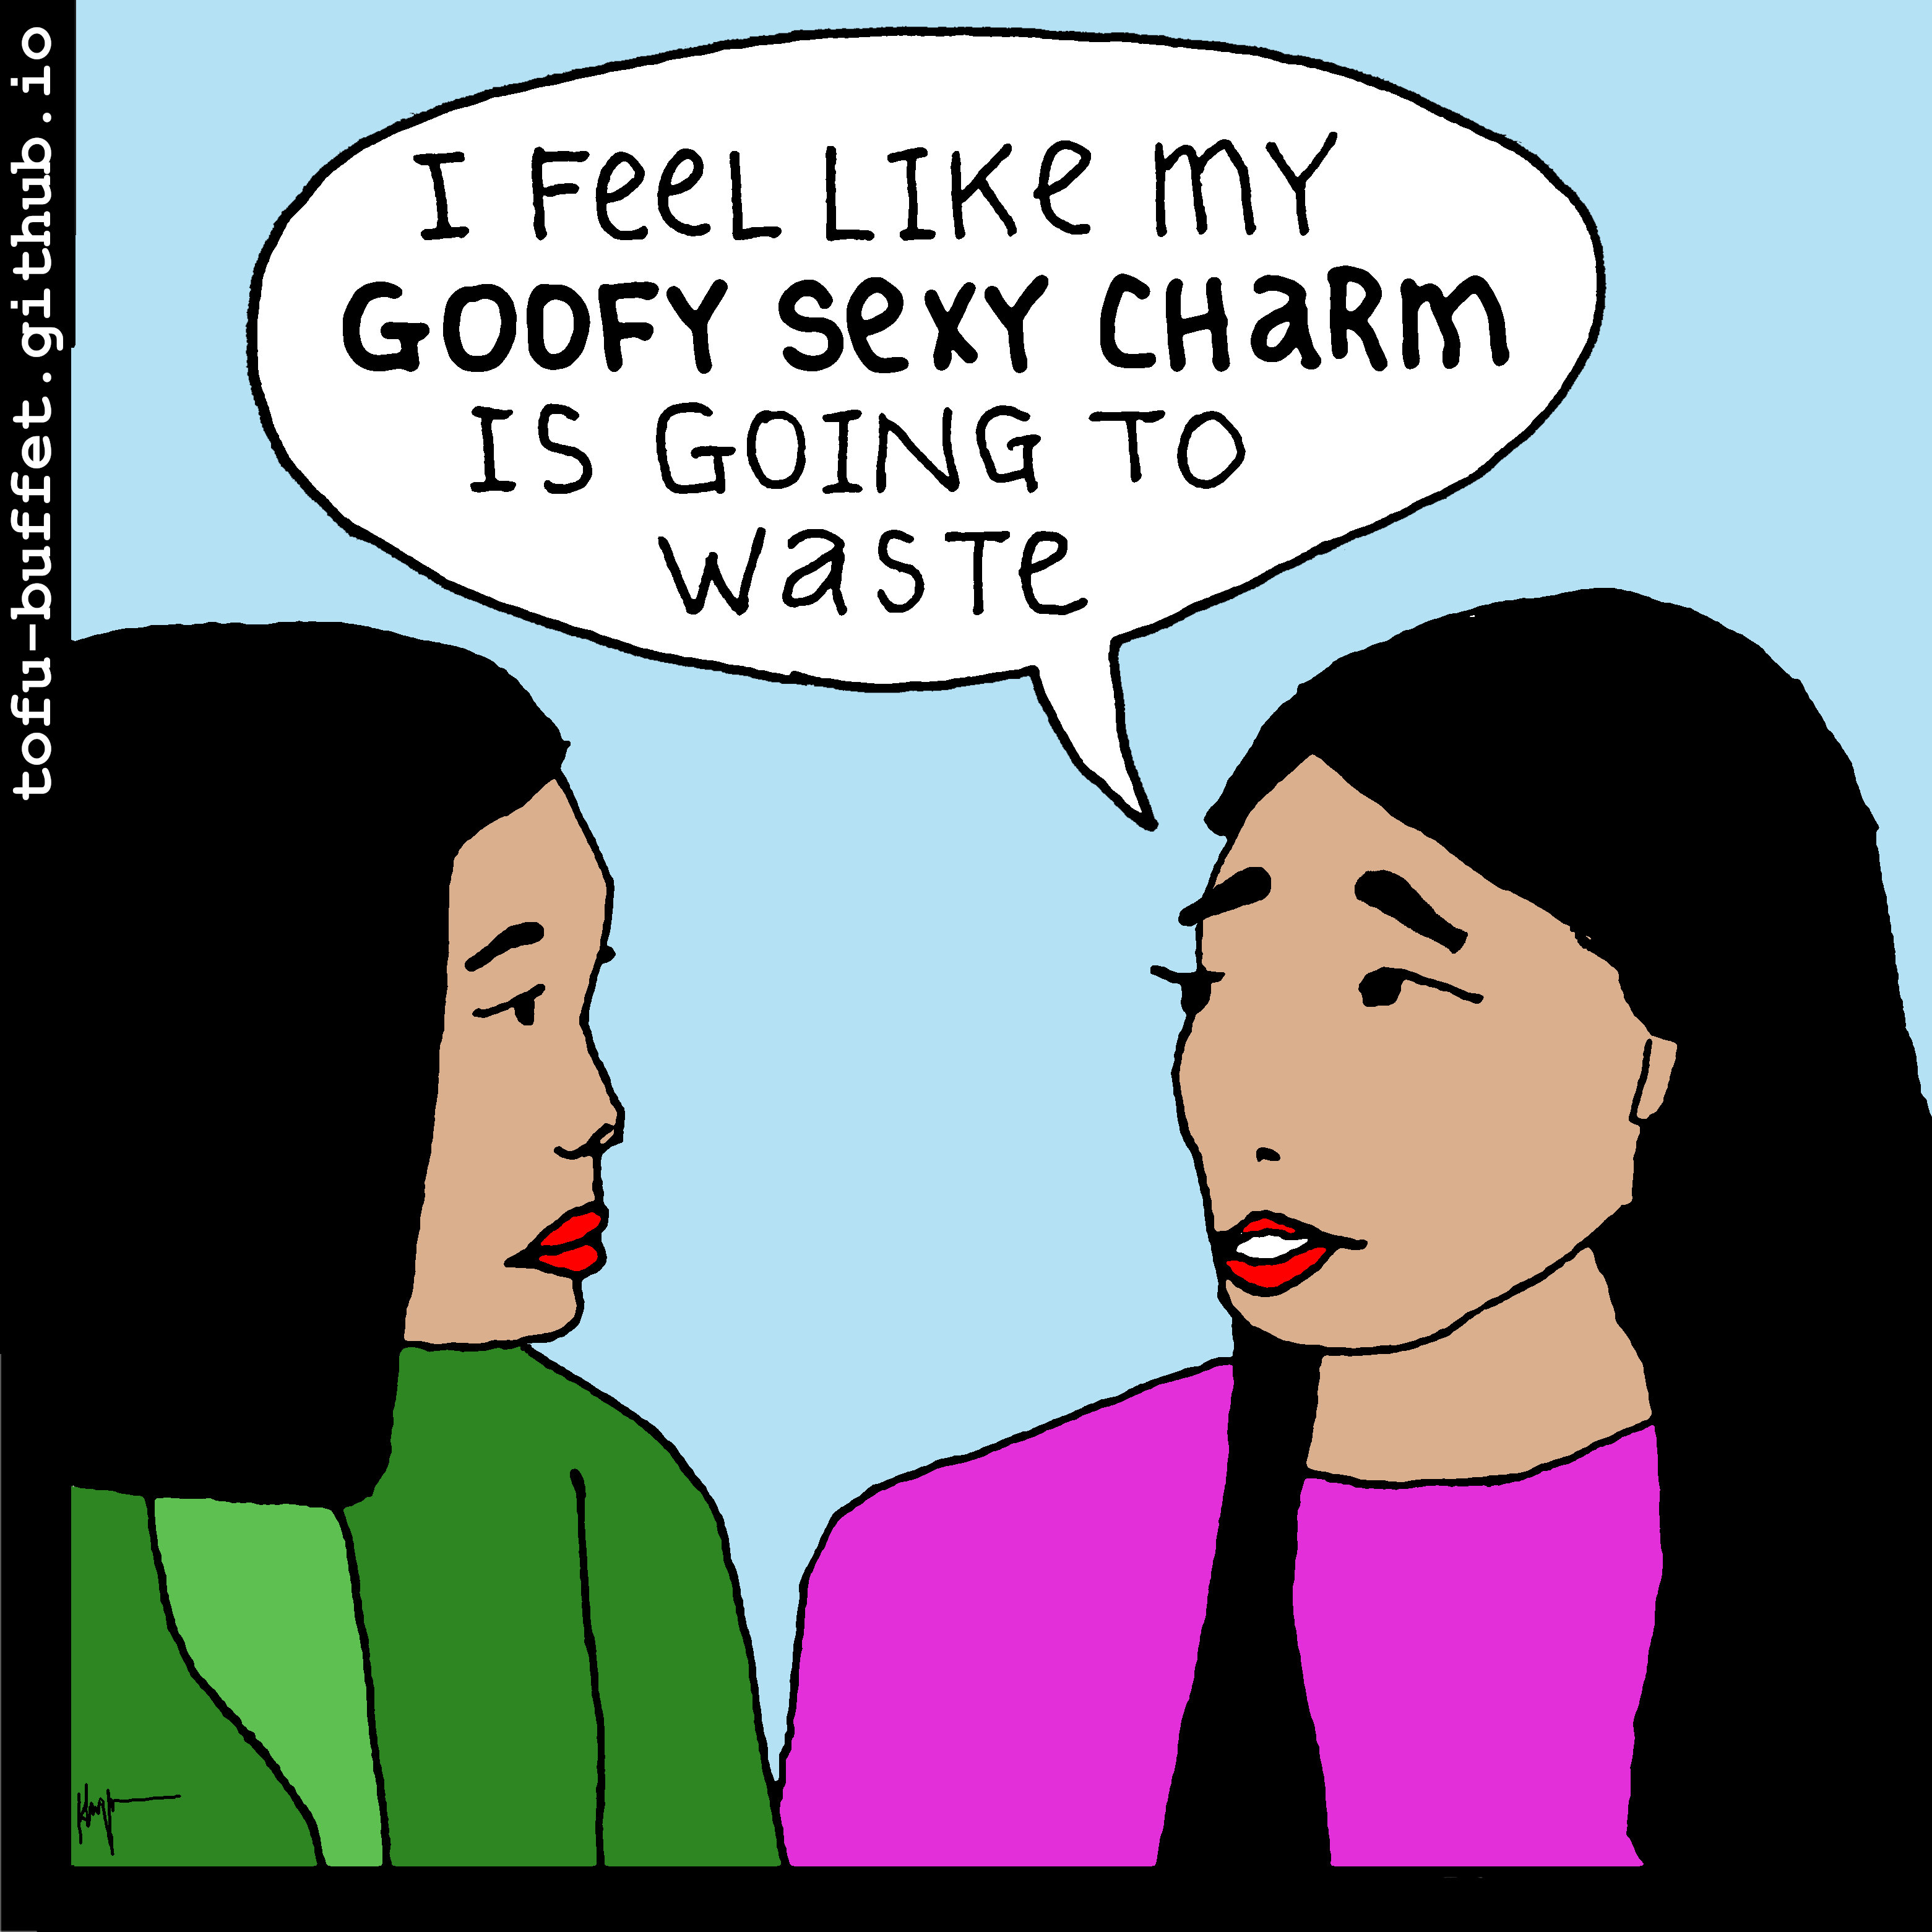 tofu-buffet.github.io
I FeeL LIKe MY
GOOFY SeXY CHaRM
IS GOING TO
WaSTe